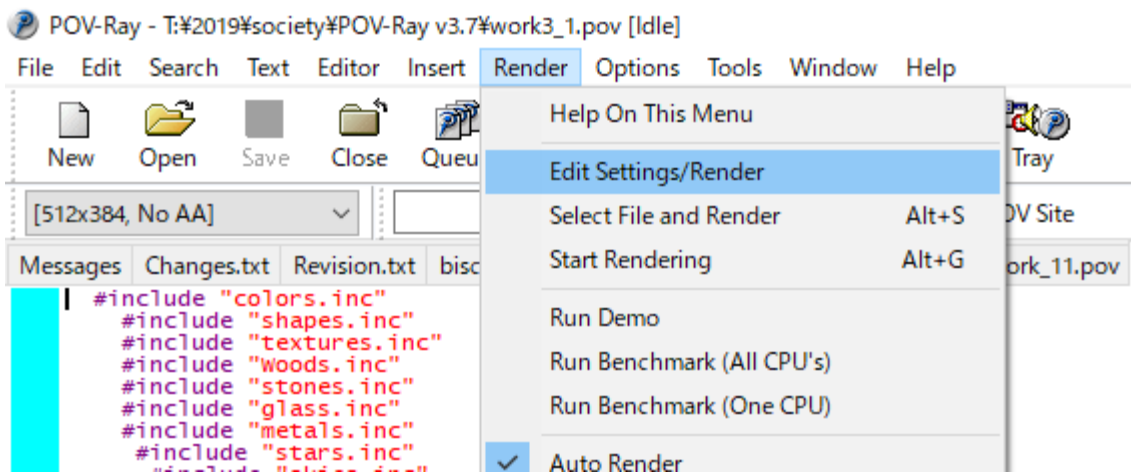 POV-Ray - T:¥2019¥society¥POV-Ray v3.7¥work3_1.pov [Idle]
File Edit Search Text Editor Insert Render Options Tools Window Help
New Open Save Close Queu Tray
[512x384, No AA]
OV Site
Messages Changes.txt Revision.txt bisc ork_11.pov
Help On This Menu
Edit Settings/Render
Select File and Render Alt+S
Start Rendering Alt+G
Run Demo
Run Benchmark (All CPU's)
Run Benchmark (One CPU)
Auto Render
#include "colors.inc"
#include "shapes.inc"
#include "textures.inc"
#include "Woods.inc"
#include "stones.inc"
#include "glass.inc"
#include "metals.inc"
#include "stars.inc"
#include "skies.inc"